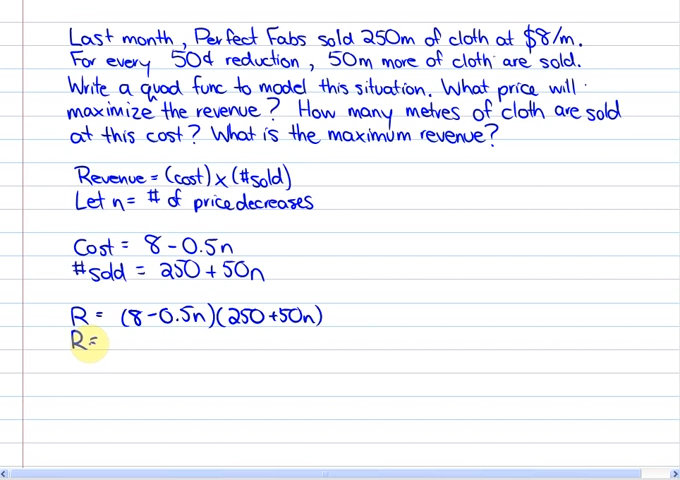 Last month, Perfect Fabs sold 250m of cloth at $8/m.
For every 50¢ reduction, 50m more of cloth are sold.
Write a quad func to model this situation. What price will
maximize the revenue? How many metres of cloth are sold
at this cost? What is the maximum revenue?
Revenue = (cost) x (#sold)
Let n = # of price decreases
Cost = 8 - 0.5n
#sold = 250 + 50n
R = (8 - 0.5n)(250 + 50n)
R =